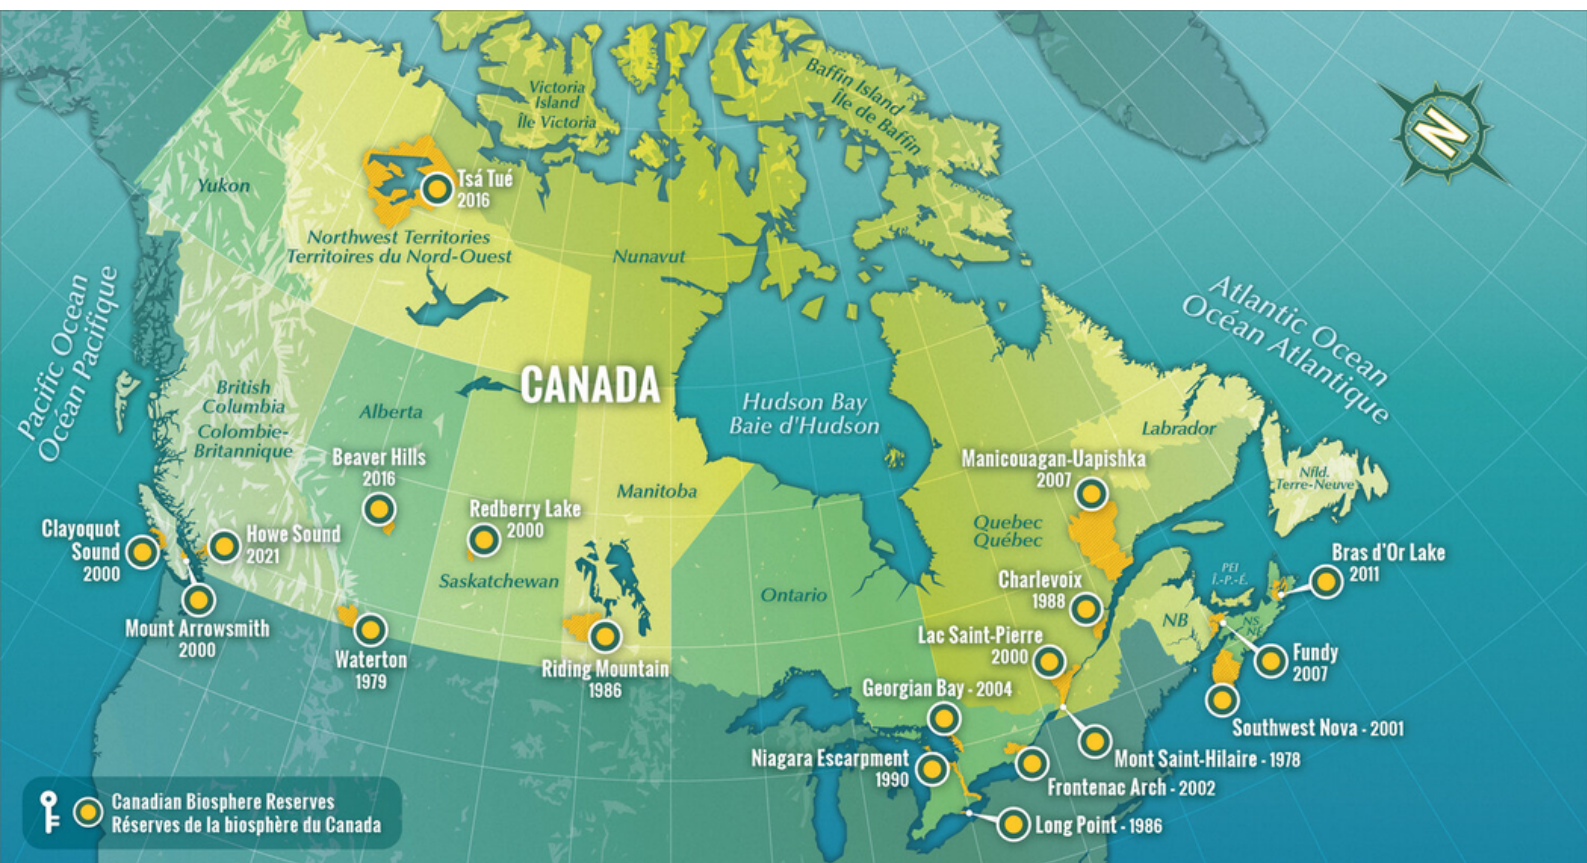 Victoria
Island
Île Victoria
Baffin Island
Île de Baffin
N
Yukon
Tsá Tué
2016
Northwest Territories
Territoires du Nord-Ouest
Nunavut
Pacific Ocean
Océan Pacifique
Atlantic Ocean
Océan Atlantique
CANADA
British
Columbia
Colombie-
Britannique
Alberta
Hudson Bay
Baie d'Hudson
Labrador
Beaver Hills
2016
Manicouagan-Uapishka
2007
Nfld.
Terre-Neuve
Manitoba
Redberry Lake
2000
Quebec
Québec
Clayoquot
Sound
2000
Howe Sound
2021
Saskatchewan
Ontario
Charlevoix
1988
PEI
Î.-P.-É.
Bras d'Or Lake
2011
Mount Arrowsmith
2000
NB
NS
NÉ
Lac Saint-Pierre
2000
Waterton
1979
Riding Mountain
1986
Fundy
2007
Georgian Bay - 2004
Southwest Nova - 2001
Niagara Escarpment
1990
Mont Saint-Hilaire - 1978
Frontenac Arch - 2002
Long Point - 1986
Canadian Biosphere Reserves
Réserves de la biosphère du Canada